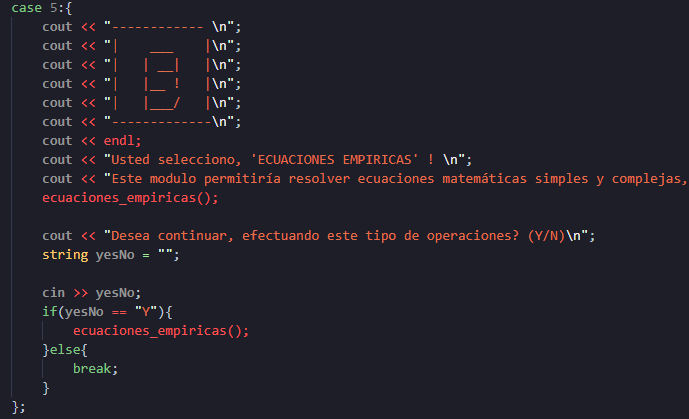 case 5:{
    cout << "------------ \n";
    cout << "|    ___    |\n";
    cout << "|   | __|   |\n";
    cout << "|   |__ !   |\n";
    cout << "|   |___/   |\n";
    cout << "-------------\n";
    cout << endl;
    cout << "Usted selecciono, 'ECUACIONES EMPIRICAS' ! \n";
    cout << "Este modulo permitiría resolver ecuaciones matemáticas simples y complejas,
    ecuaciones_empiricas();
    cout << "Desea continuar, efectuando este tipo de operaciones? (Y/N)\n";
    string yesNo = "";
    cin >> yesNo;
    if(yesNo == "Y"){
        ecuaciones_empiricas();
    }else{
        break;
    }
};